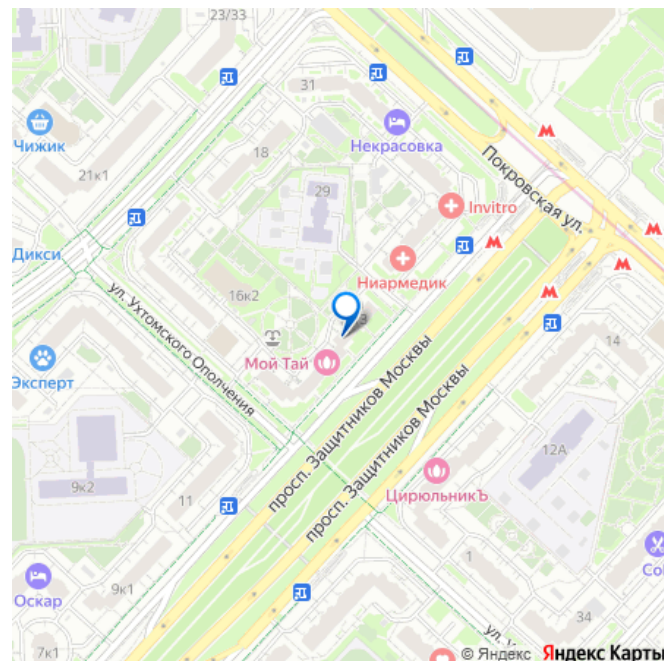 23/33
31
Чижик
Некрасовка
18
21к1
29
Invitro
Покровская ул.
Дикси
Ниармедик
16к2
ул. Ухтомского Ополчения
Мой Тай
14
Эксперт
просп. Защитников Москвы
просп. Защитников Москвы
12А
9к2
11
ЦирюльникЪ
1
Оскар
9к1
34
7к1
© Яндекс Яндекс Карты